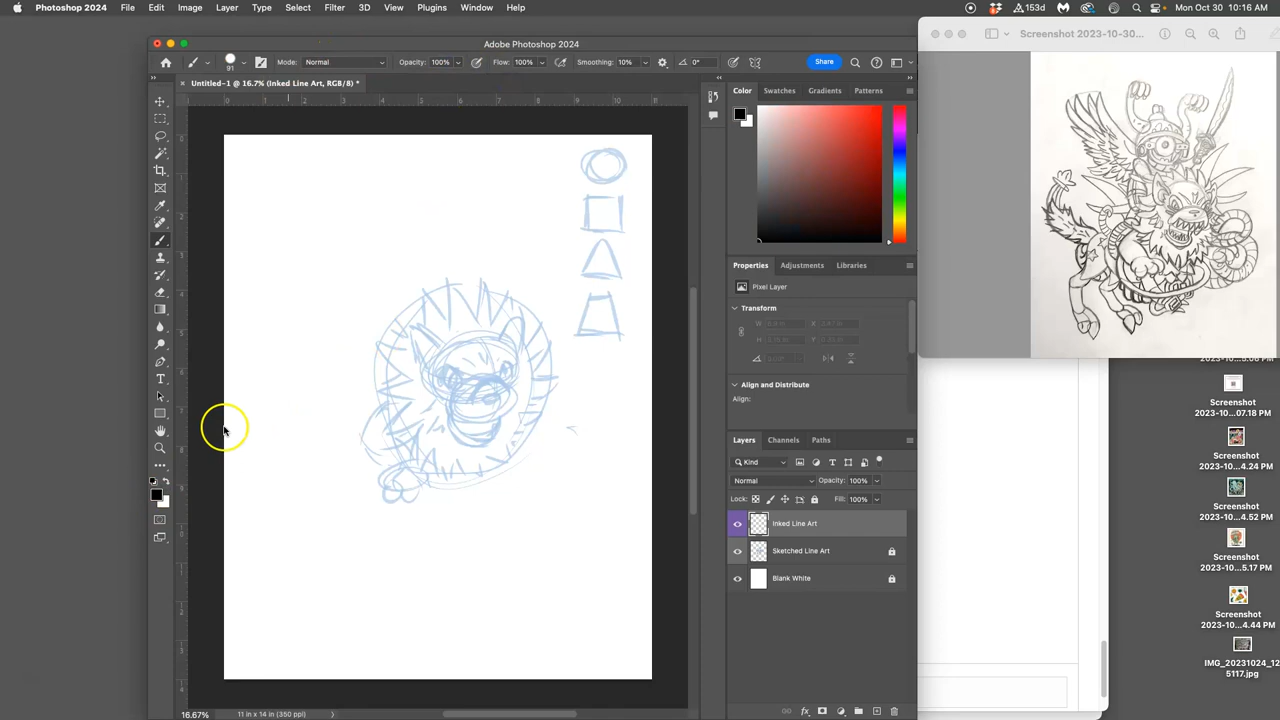 Photoshop 2024 File Edit Image Layer Type Select Filter 3D View Plugins Window Help 153d Mon Oct 30 10:16 AM
Adobe Photoshop 2024
Screenshot 2023-10-30...
91 Mode: Normal Opacity: 100% Flow: 100% Smoothing: 10% 0° Share
Untitled-1 @ 16.7% (Inked Line Art, RGB/8) *
Color Swatches Gradients Patterns
Properties Adjustments Libraries
Pixel Layer
Transform
Align and Distribute
Align:
Layers Channels Paths
Kind
Normal Opacity: 100%
Lock: Fill: 100%
Inked Line Art
Sketched Line Art
Blank White
16.67% 11 in x 14 in (350 ppi)
Screenshot
2023-10...07.18 PM
Screenshot
2023-10...4.24 PM
Screenshot
2023-10...4.52 PM
Screenshot
2023-10...5.17 PM
Screenshot
2023-10...4.44 PM
IMG_20231024_12
5117.jpg